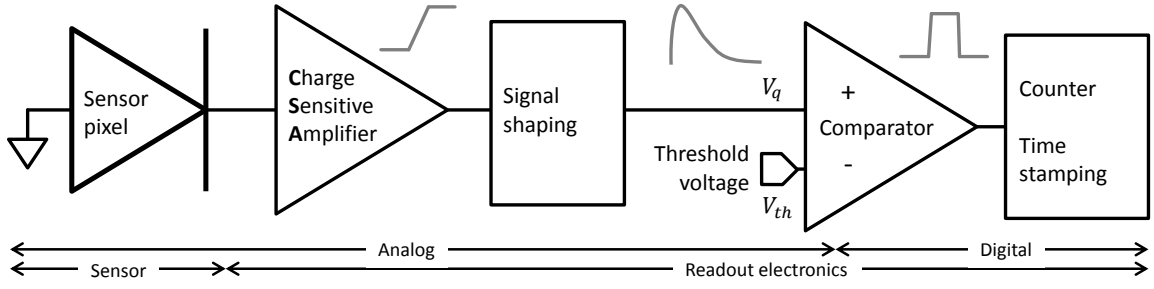 Sensor
pixel
Charge
Sensitive
Amplifier
Signal
shaping
V_q
Threshold
voltage
V_th
+
Comparator
-
Counter
Time
stamping
Analog
Digital
Sensor
Readout electronics